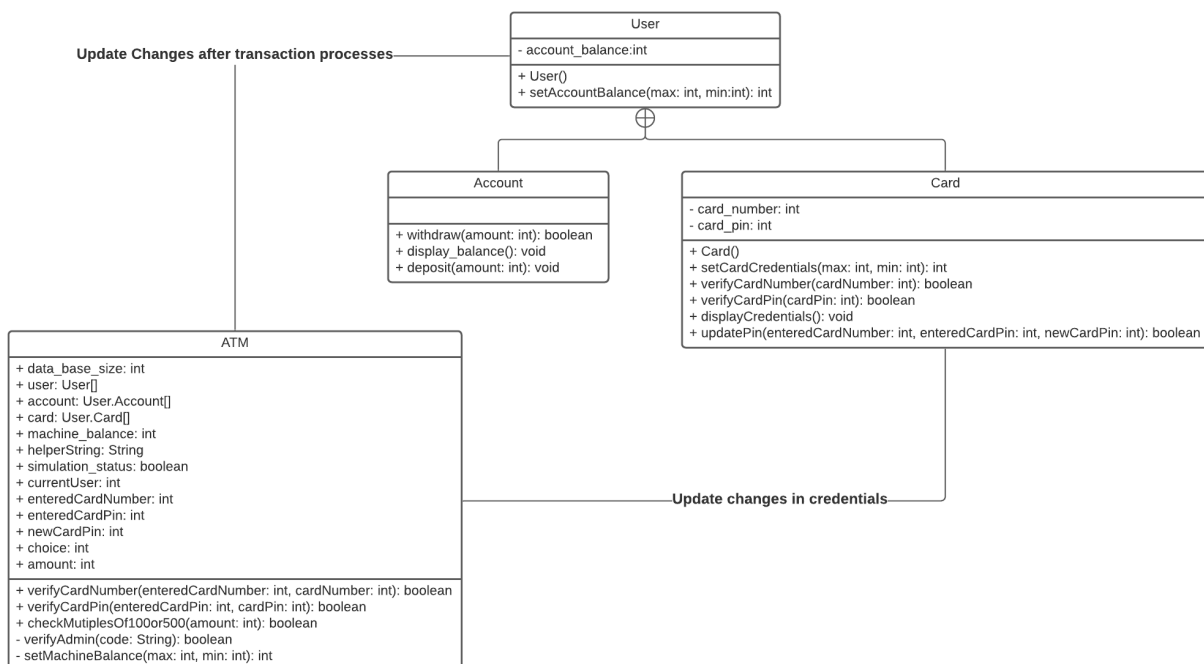 User
- account_balance:int
+ User()
+ setAccountBalance(max: int, min:int): int
Update Changes after transaction processes
Account
+ withdraw(amount: int): boolean
+ display_balance(): void
+ deposit(amount: int): void
Card
- card_number: int
- card_pin: int
+ Card()
+ setCardCredentials(max: int, min: int): int
+ verifyCardNumber(cardNumber: int): boolean
+ verifyCardPin(cardPin: int): boolean
+ displayCredentials(): void
+ updatePin(enteredCardNumber: int, enteredCardPin: int, newCardPin: int): boolean
ATM
+ data_base_size: int
+ user: User[]
+ account: User.Account[]
+ card: User.Card[]
+ machine_balance: int
+ helperString: String
+ simulation_status: boolean
+ currentUser: int
+ enteredCardNumber: int
+ enteredCardPin: int
+ newCardPin: int
+ choice: int
+ amount: int
+ verifyCardNumber(enteredCardNumber: int, cardNumber: int): boolean
+ verifyCardPin(enteredCardPin: int, cardPin: int): boolean
+ checkMutiplesOf100or500(amount: int): boolean
- verifyAdmin(code: String): boolean
- setMachineBalance(max: int, min: int): int
Update changes in credentials